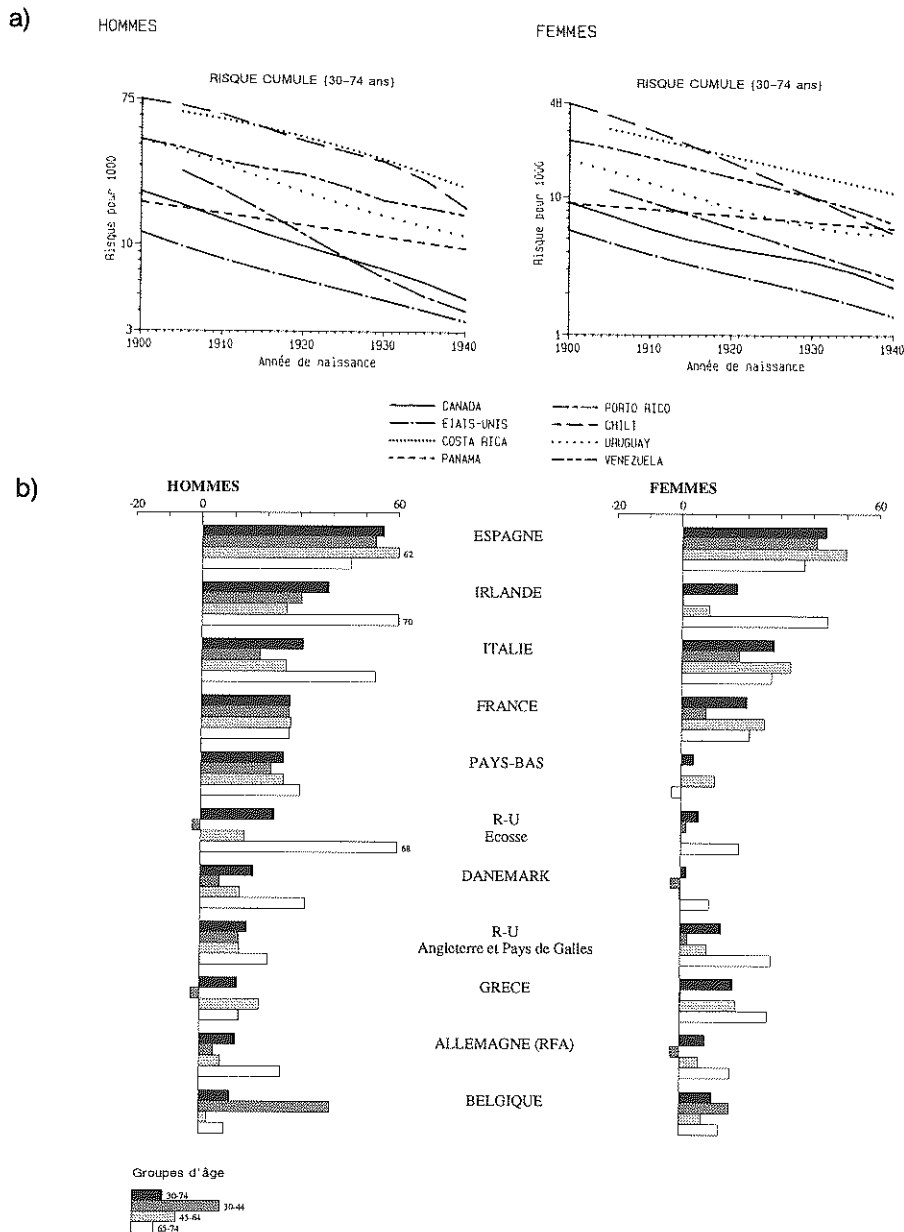 a)
HOMMES
FEMMES
RISQUE CUMULE (30-74 ans)
RISQUE CUMULE (30-74 ans)
75
10
3
Risque pour 1000
1900 1910 1920 1930 1940
Année de naissance
40
10
1
Risque pour 1000
1900 1910 1920 1930 1940
Année de naissance
CANADA
ETATS-UNIS
COSTA RICA
PANAMA
PORTO RICO
CHILI
URUGUAY
VENEZUELA
b)
HOMMES
FEMMES
-20 0 60
-20 0 60
ESPAGNE
62
IRLANDE
70
ITALIE
FRANCE
PAYS-BAS
R-U
Ecosse
68
DANEMARK
R-U
Angleterre et Pays de Galles
GRECE
ALLEMAGNE (RFA)
BELGIQUE
Groupes d'âge
30-74
30-44
45-64
65-74